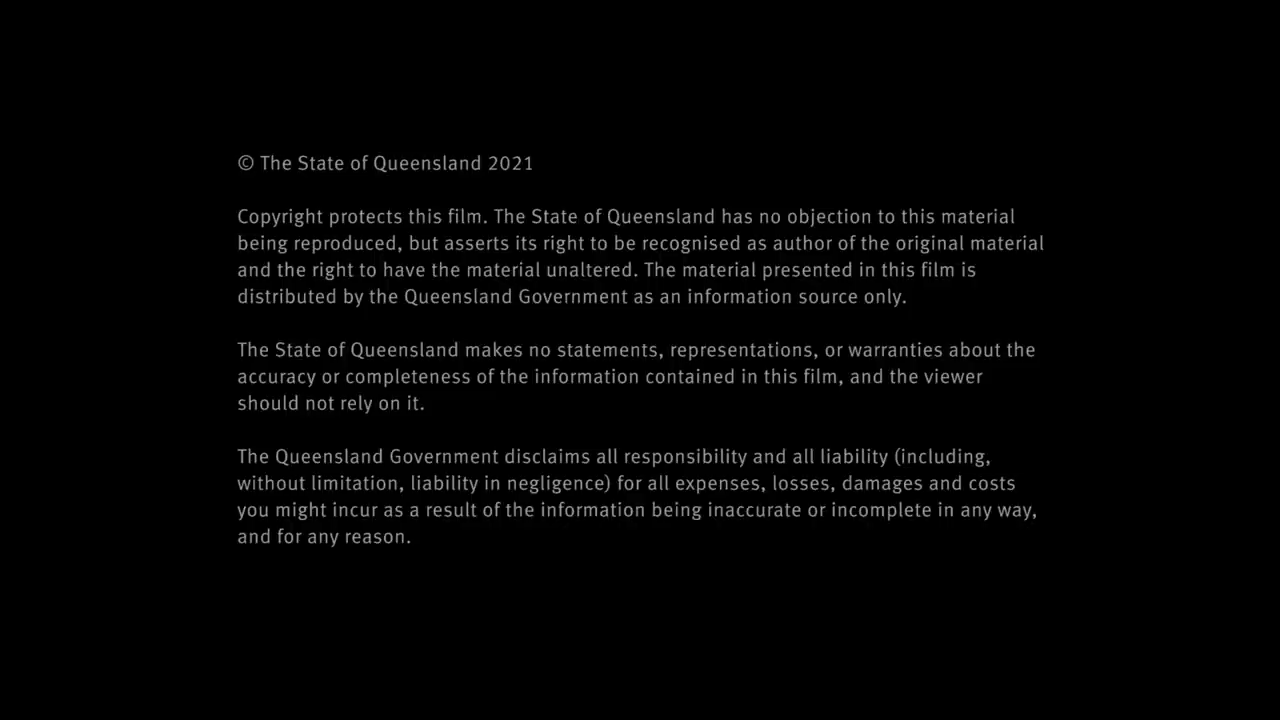 © The State of Queensland 2021
Copyright protects this film. The State of Queensland has no objection to this material
being reproduced, but asserts its right to be recognised as author of the original material
and the right to have the material unaltered. The material presented in this film is
distributed by the Queensland Government as an information source only.
The State of Queensland makes no statements, representations, or warranties about the
accuracy or completeness of the information contained in this film, and the viewer
should not rely on it.
The Queensland Government disclaims all responsibility and all liability (including,
without limitation, liability in negligence) for all expenses, losses, damages and costs
you might incur as a result of the information being inaccurate or incomplete in any way,
and for any reason.